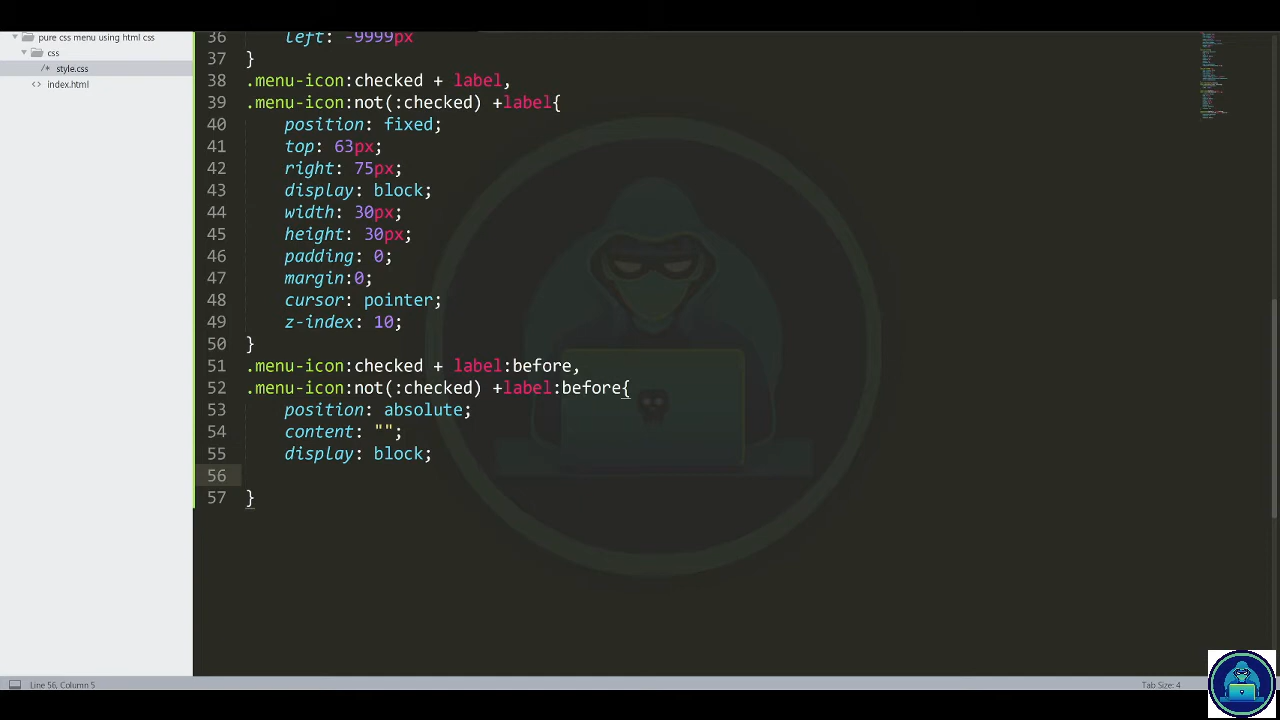 pure css menu using html css
css
/* style.css
<> index.html
36 left: -9999px
37 }
38 .menu-icon:checked + label,
39 .menu-icon:not(:checked) +label{
40 position: fixed;
41 top: 63px;
42 right: 75px;
43 display: block;
44 width: 30px;
45 height: 30px;
46 padding: 0;
47 margin:0;
48 cursor: pointer;
49 z-index: 10;
50 }
51 .menu-icon:checked + label:before,
52 .menu-icon:not(:checked) +label:before{
53 position: absolute;
54 content: "";
55 display: block;
56
57 }
Line 56, Column 5
Tab Size: 4